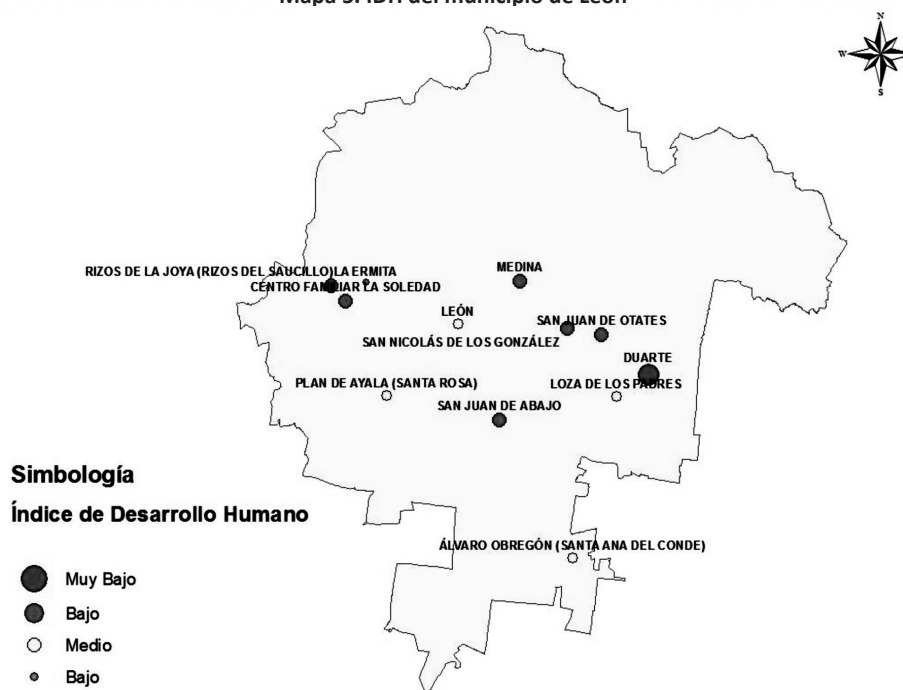 Mapa 3. IDH del municipio de León
N
W
S
RIZOS DE LA JOYA (RIZOS DEL SAUCILLO)LA ERMITA
CENTRO FAMILIAR LA SOLEDAD
MEDINA
LEÓN
SAN JUAN DE OTATES
SAN NICOLÁS DE LOS GONZÁLEZ
DUARTE
PLAN DE AYALA (SANTA ROSA)
LOZA DE LOS PADRES
SAN JUAN DE ABAJO
Simbología
Índice de Desarrollo Humano
ÁLVARO OBREGÓN (SANTA ANA DEL CONDE)
Muy Bajo
Bajo
Medio
Bajo